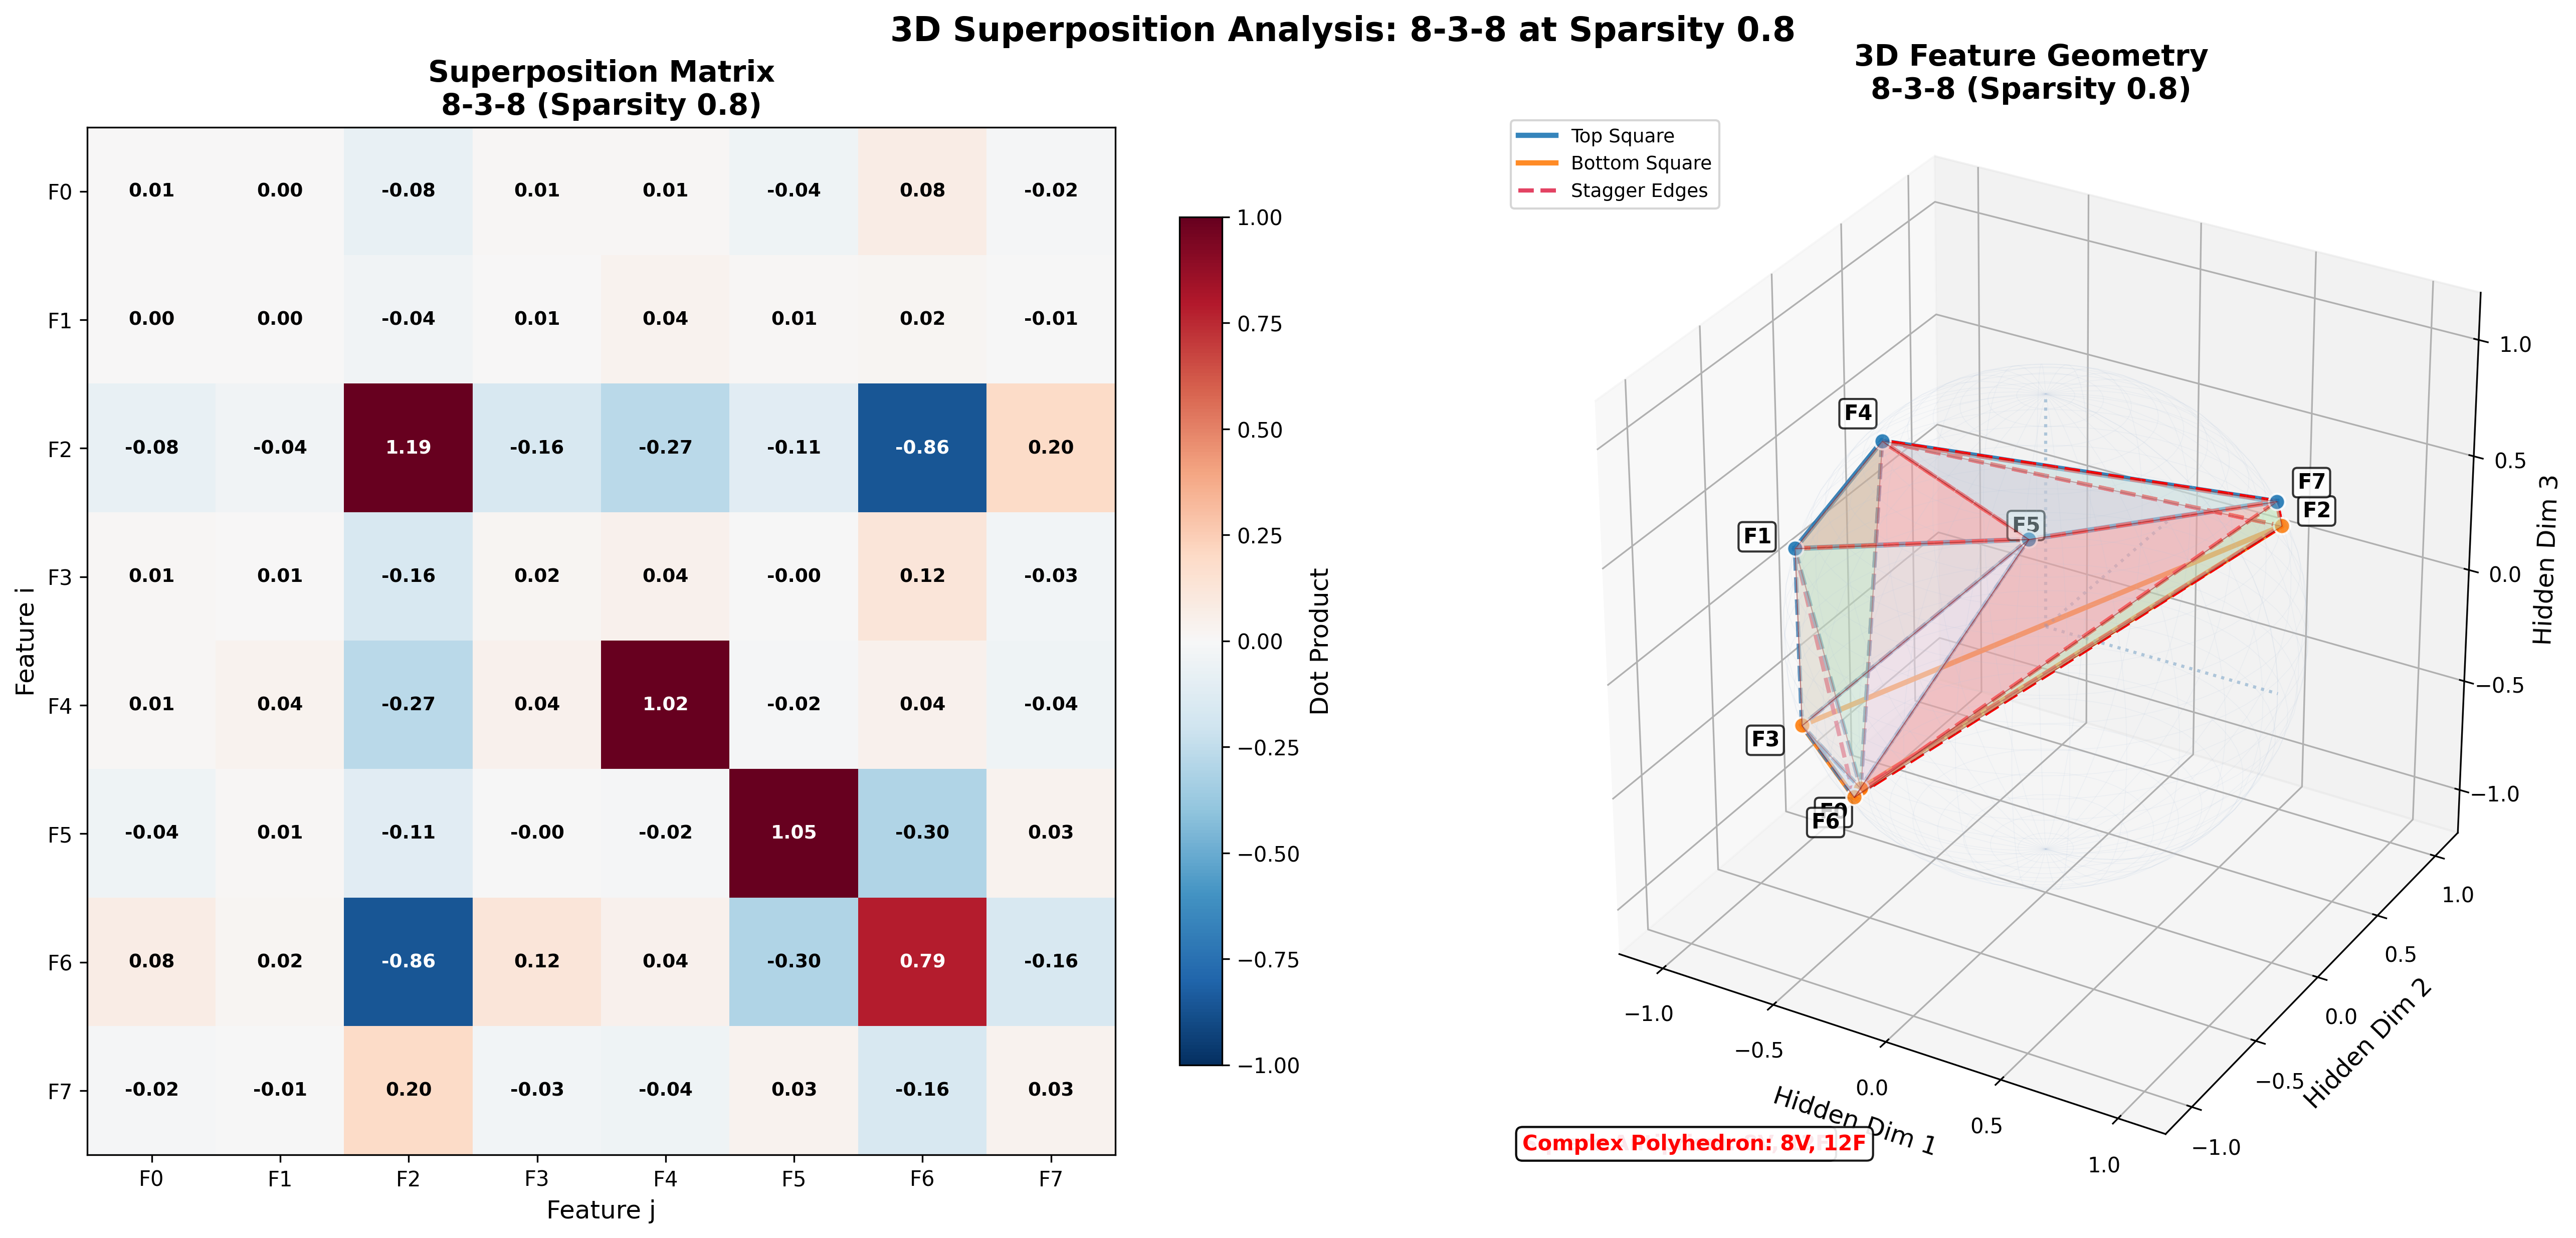 3D Superposition Analysis: 8-3-8 at Sparsity 0.8
Superposition Matrix
8-3-8 (Sparsity 0.8)
F0 0.01 0.00 -0.08 0.01 0.01 -0.04 0.08 -0.02
F1 0.00 0.00 -0.04 0.01 0.04 0.01 0.02 -0.01
F2 -0.08 -0.04 1.19 -0.16 -0.27 -0.11 -0.86 0.20
F3 0.01 0.01 -0.16 0.02 0.04 -0.00 0.12 -0.03
F4 0.01 0.04 -0.27 0.04 1.02 -0.02 0.04 -0.04
F5 -0.04 0.01 -0.11 -0.00 -0.02 1.05 -0.30 0.03
F6 0.08 0.02 -0.86 0.12 0.04 -0.30 0.79 -0.16
F7 -0.02 -0.01 0.20 -0.03 -0.04 0.03 -0.16 0.03
F0 F1 F2 F3 F4 F5 F6 F7
Feature j
Feature i
1.00
0.75
0.50
0.25
0.00
−0.25
−0.50
−0.75
−1.00
Dot Product
3D Feature Geometry
8-3-8 (Sparsity 0.8)
Top Square
Bottom Square
Stagger Edges
F4
F7
F2
F5
F1
F3
F6
1.0
0.5
0.0
−0.5
−1.0
Hidden Dim 3
−1.0
−0.5
0.0
0.5
1.0
Hidden Dim 1
1.0
0.5
0.0
−0.5
−1.0
Hidden Dim 2
Complex Polyhedron: 8V, 12F